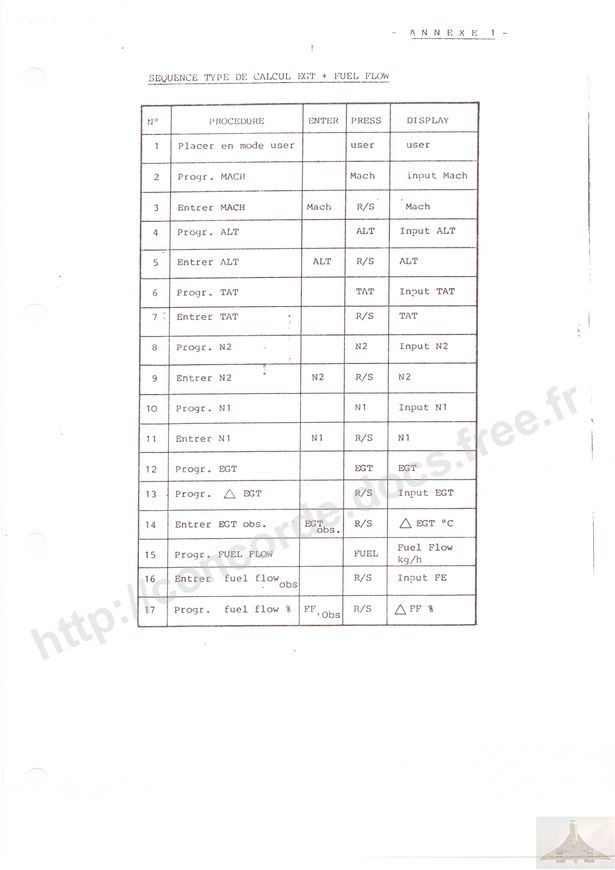 - ANNEXE 1 -
SEQUENCE TYPE DE CALCUL EGT + FUEL FLOW
N° PROCEDURE ENTER PRESS DISPLAY
1 Placer en mode user user user
2 Progr. MACH Mach input Mach
3 Entrer MACH Mach R/S Mach
4 Progr. ALT ALT Input ALT
5 Entrer ALT ALT R/S ALT
6 Progr. TAT TAT Input TAT
7 Entrer TAT R/S TAT
8 Progr. N2 N2 Input N2
9 Entrer N2 N2 R/S N2
10 Progr. N1 N1 Input N1
11 Entrer N1 N1 R/S N1
12 Progr. EGT EGT EGT
13 Progr. △ EGT R/S Input EGT
14 Entrer EGT obs. EGT obs. R/S △ EGT °C
15 Progr. FUEL FLOW FUEL Fuel Flow kg/h
16 Entrer fuel flow obs R/S Input FE
17 Progr. fuel flow % FF Obs R/S △ FF %
http://concorde.docs.free.fr